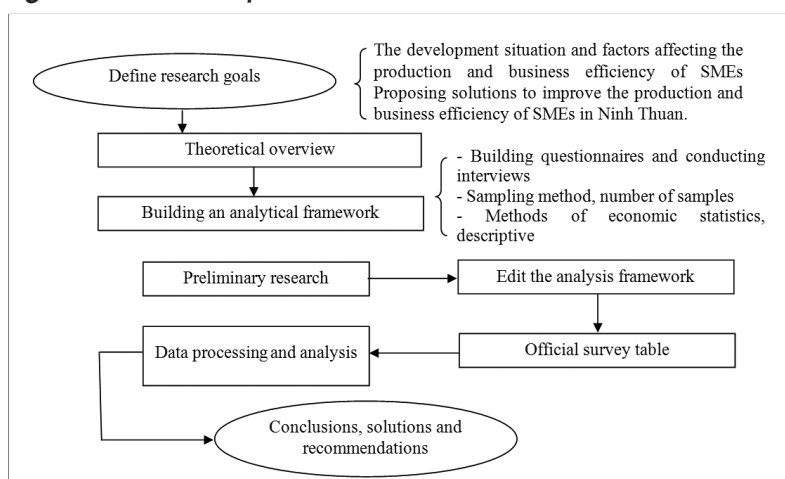 Define research goals
The development situation and factors affecting the
production and business efficiency of SMEs
Proposing solutions to improve the production and
business efficiency of SMEs in Ninh Thuan.
Theoretical overview
Building an analytical framework
- Building questionnaires and conducting
interviews
- Sampling method, number of samples
- Methods of economic statistics,
descriptive
Preliminary research
Edit the analysis framework
Data processing and analysis
Official survey table
Conclusions, solutions and
recommendations